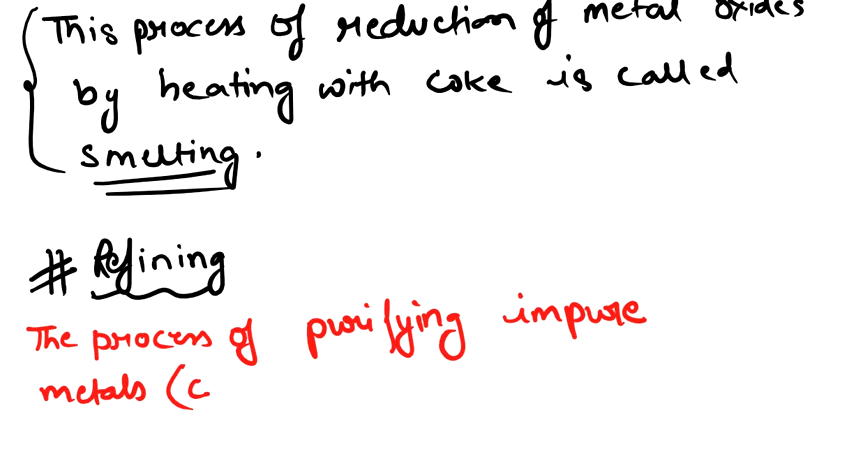 This process of reduction of metal oxides
by heating with coke is called
smelting.
# Refining
The process of purifying impure
metals (c